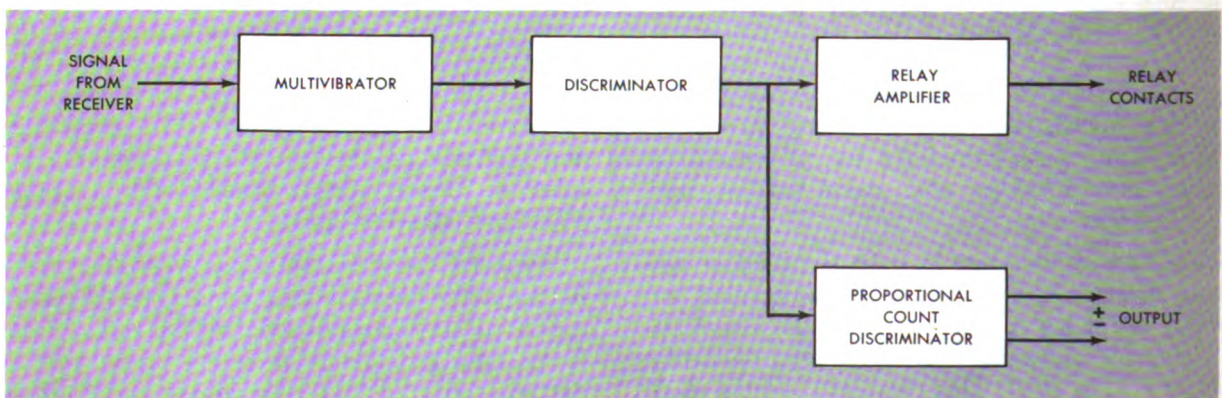 SIGNAL
FROM
RECEIVER
MULTIVIBRATOR
DISCRIMINATOR
RELAY
AMPLIFIER
RELAY
CONTACTS
PROPORTIONAL
COUNT
DISCRIMINATOR
+
− OUTPUT